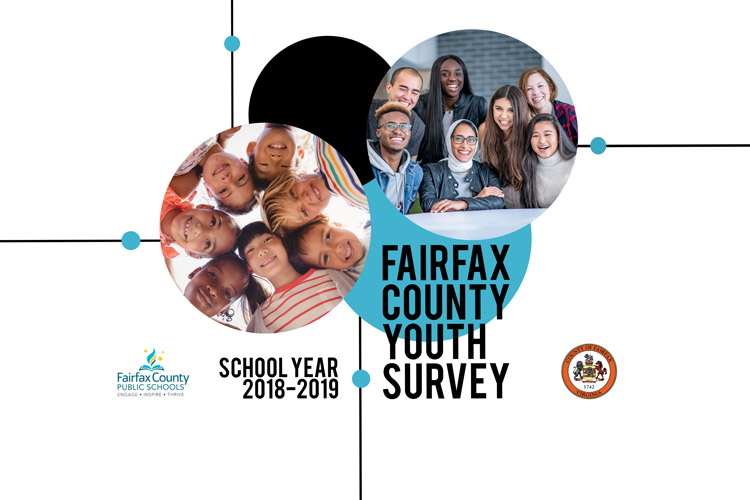 FAIRFAX
COUNTY
YOUTH
SURVEY
SCHOOL YEAR
2018-2019
Fairfax County
PUBLIC SCHOOLS
ENGAGE • INSPIRE • THRIVE
COUNTY OF FAIRFAX
1742
VIRGINIA